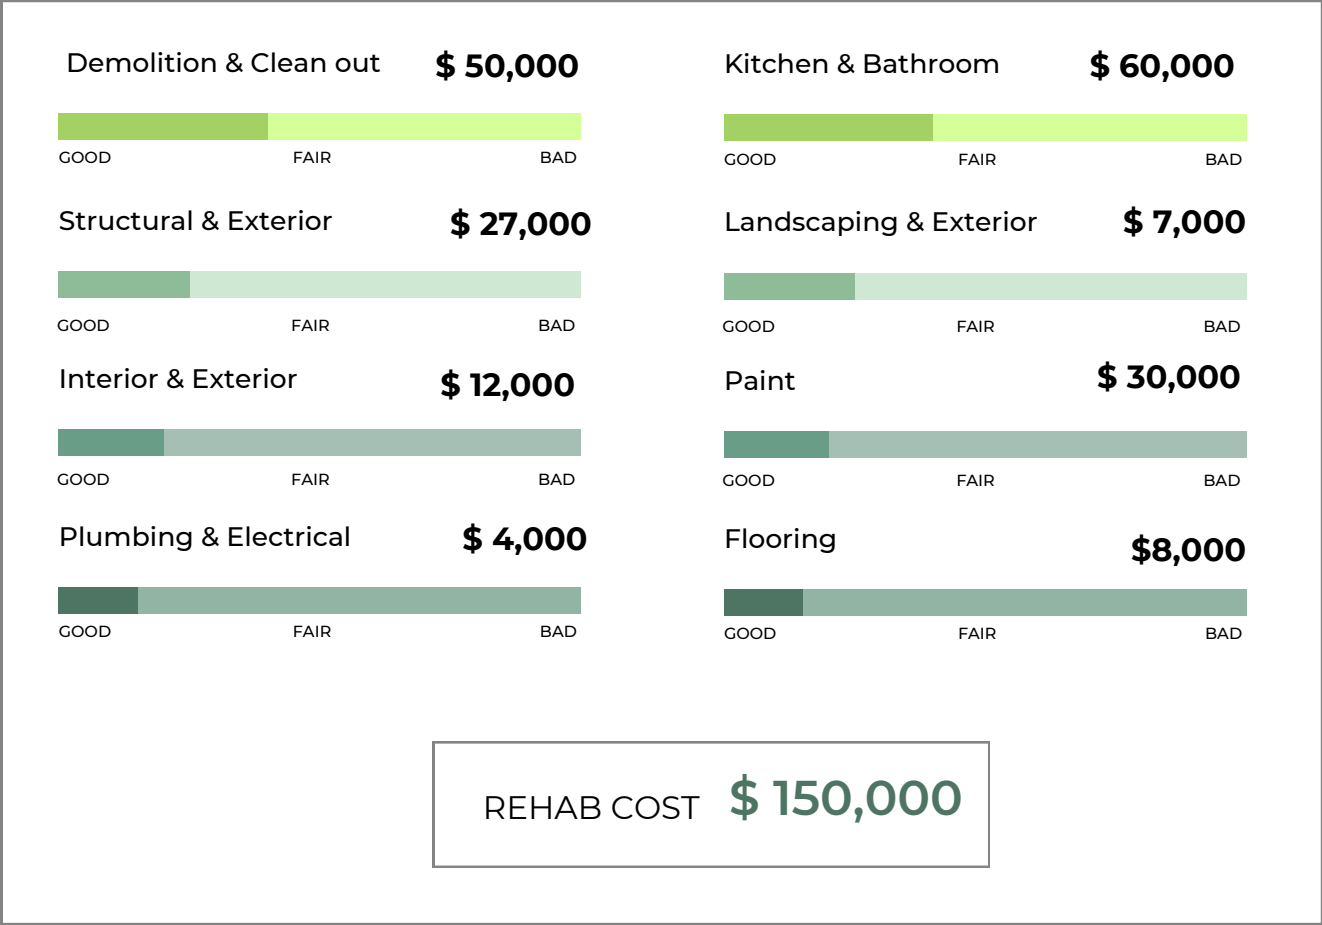 Demolition & Clean out $ 50,000
GOOD FAIR BAD
Structural & Exterior $ 27,000
GOOD FAIR BAD
Interior & Exterior $ 12,000
GOOD FAIR BAD
Plumbing & Electrical $ 4,000
GOOD FAIR BAD
Kitchen & Bathroom $ 60,000
GOOD FAIR BAD
Landscaping & Exterior $ 7,000
GOOD FAIR BAD
Paint $ 30,000
GOOD FAIR BAD
Flooring $8,000
GOOD FAIR BAD
REHAB COST $ 150,000